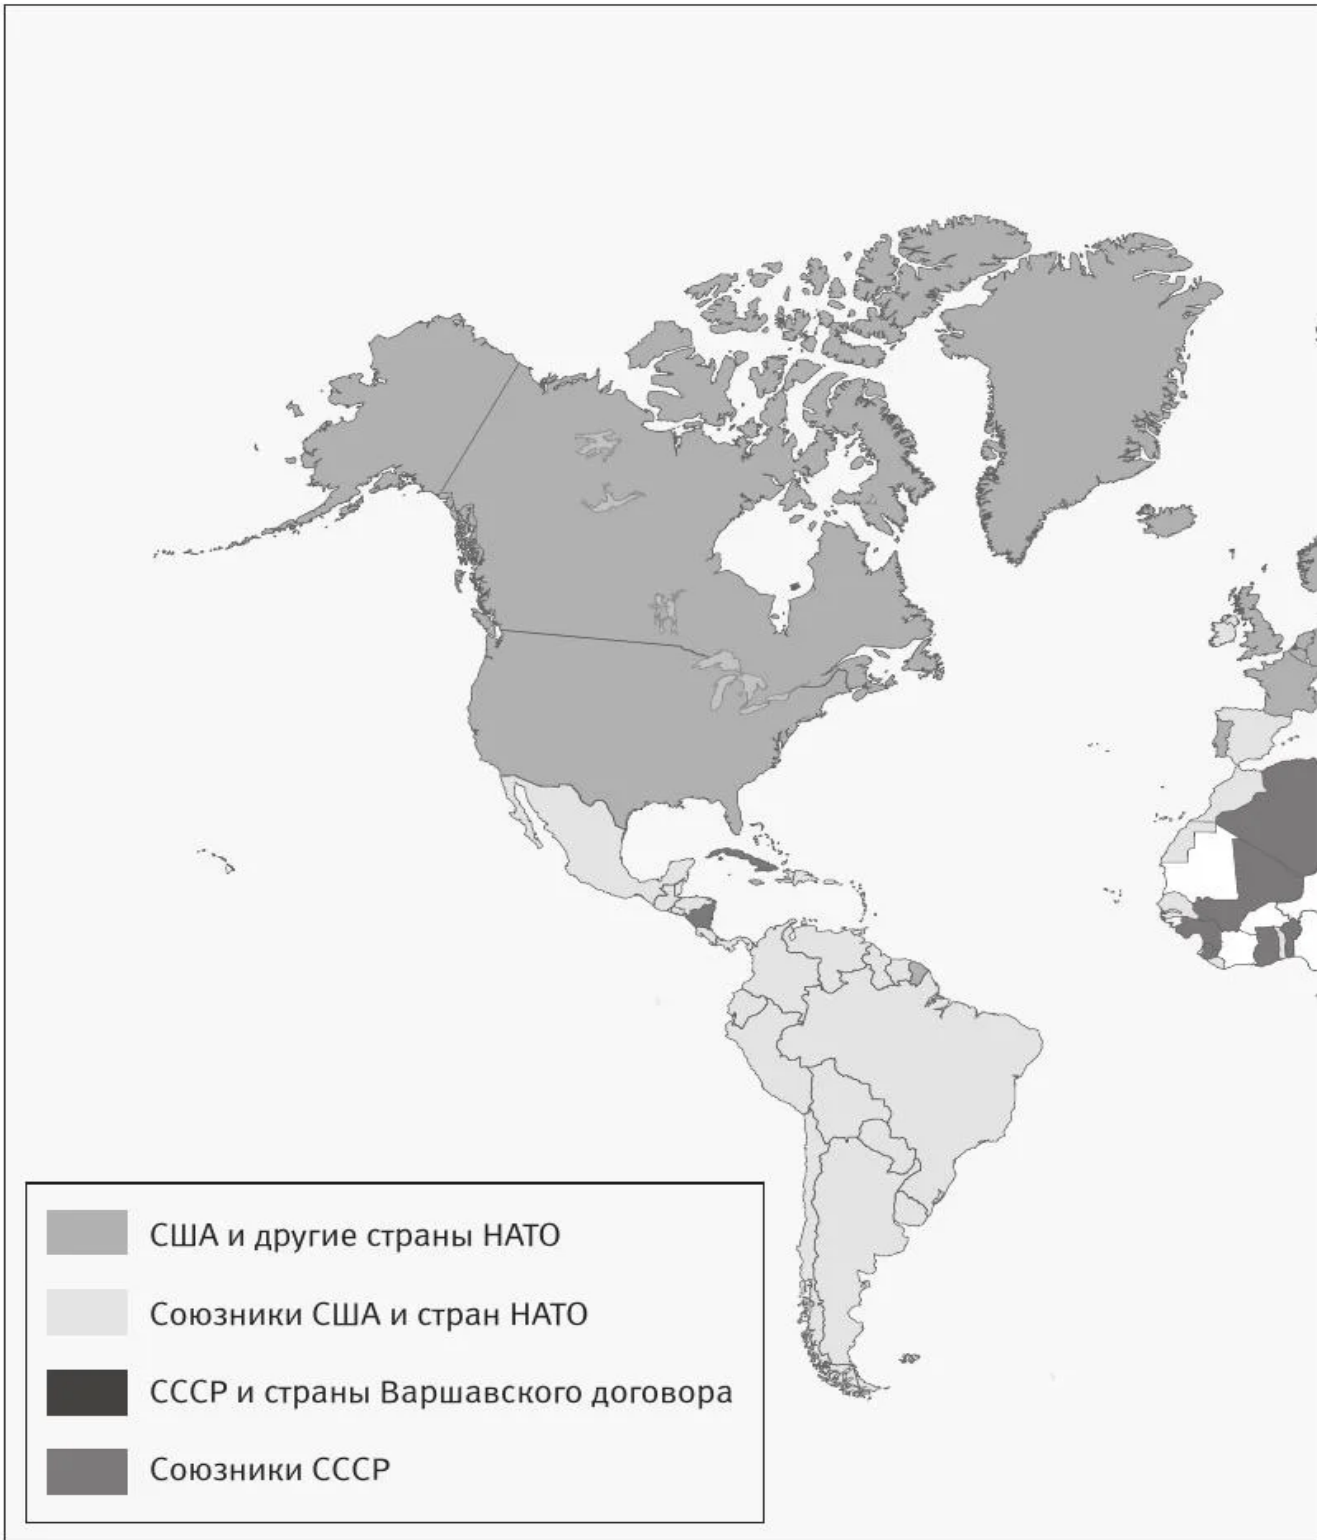 США и другие страны НАТО
Союзники США и стран НАТО
СССР и страны Варшавского договора
Союзники СССР